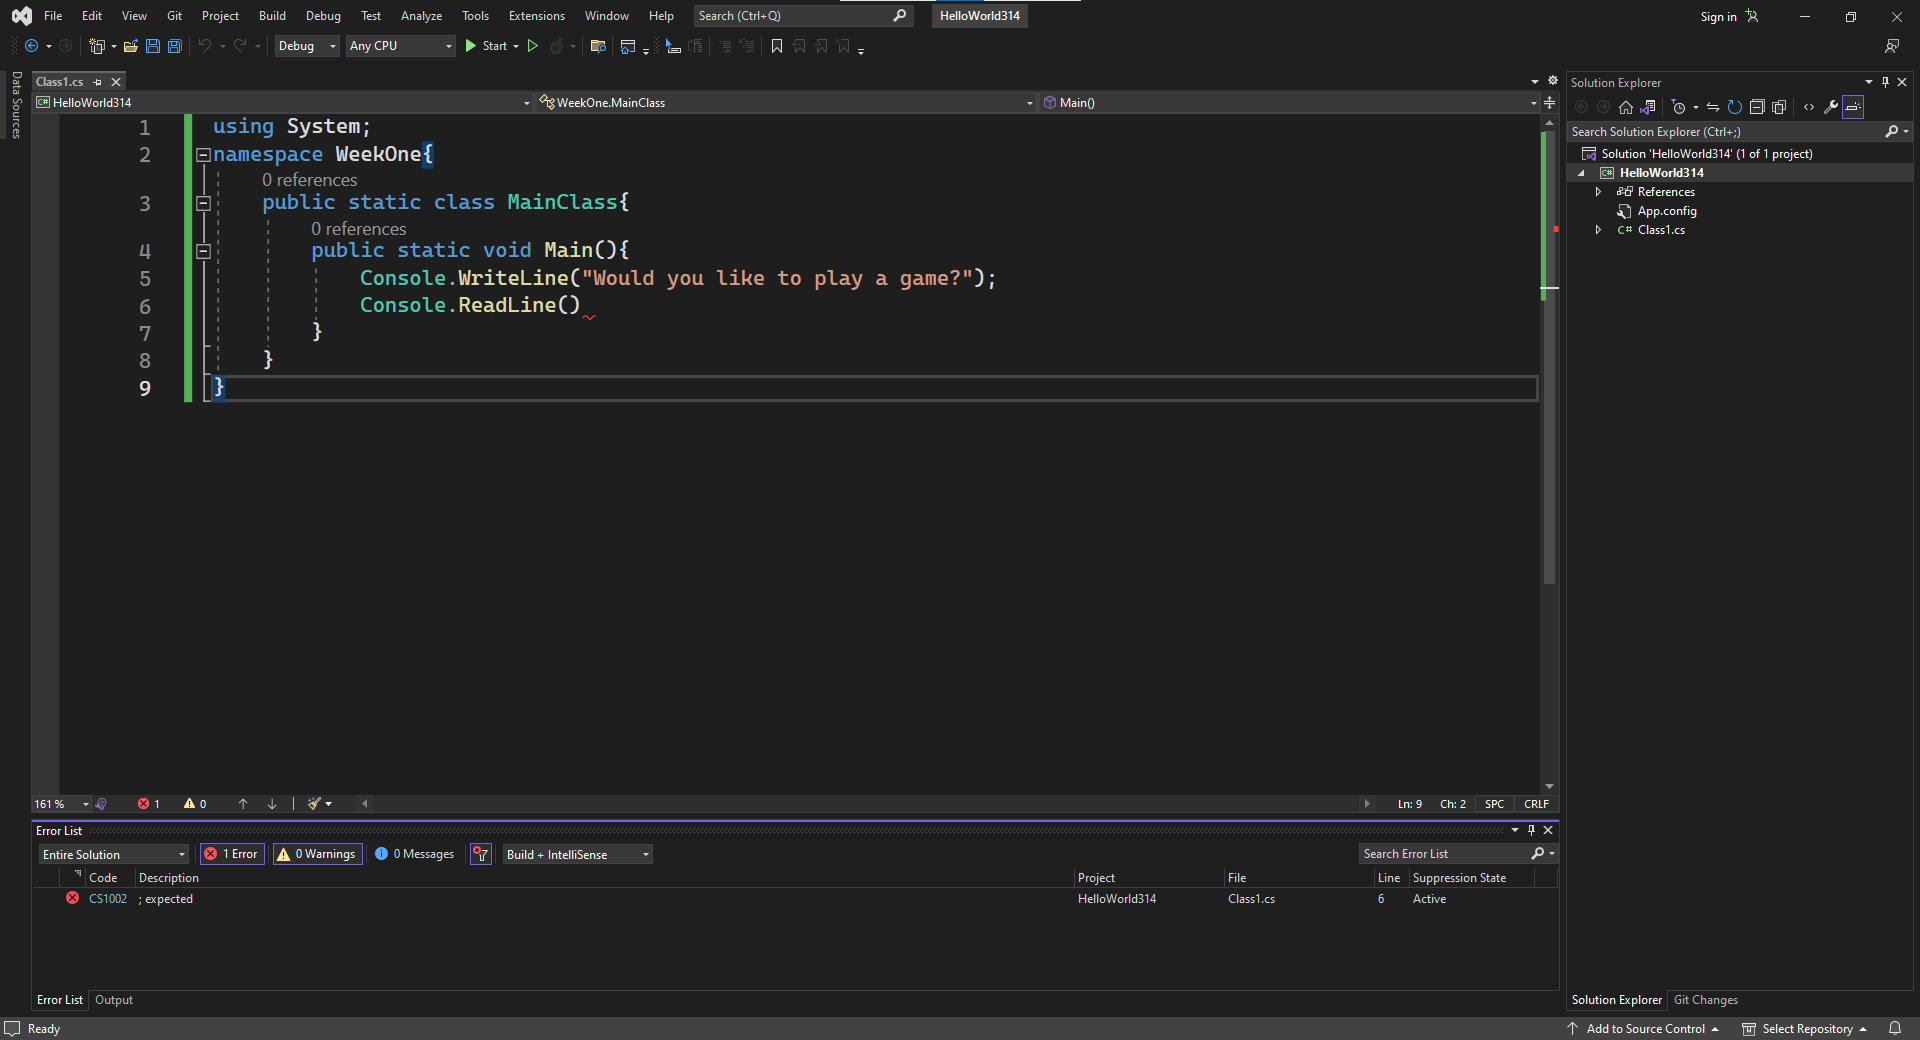 File Edit View Git Project Build Debug Test Analyze Tools Extensions Window Help Search (Ctrl+Q) HelloWorld314 Sign in
Debug Any CPU Start
Data Sources
Class1.cs
C# HelloWorld314 WeekOne.MainClass Main()
1 using System;
2 namespace WeekOne{
0 references
3 public static class MainClass{
0 references
4 public static void Main(){
5 Console.WriteLine("Would you like to play a game?");
6 Console.ReadLine()
7 }
8 }
9 }
161 % 1 0 Ln: 9 Ch: 2 SPC CRLF
Error List
Entire Solution 1 Error 0 Warnings 0 Messages Build + IntelliSense Search Error List
Code Description Project File Line Suppression State
CS1002 ; expected HelloWorld314 Class1.cs 6 Active
Error List Output
Solution Explorer
Search Solution Explorer (Ctrl+;)
Solution 'HelloWorld314' (1 of 1 project)
C# HelloWorld314
References
App.config
C# Class1.cs
Solution Explorer Git Changes
Ready Add to Source Control Select Repository